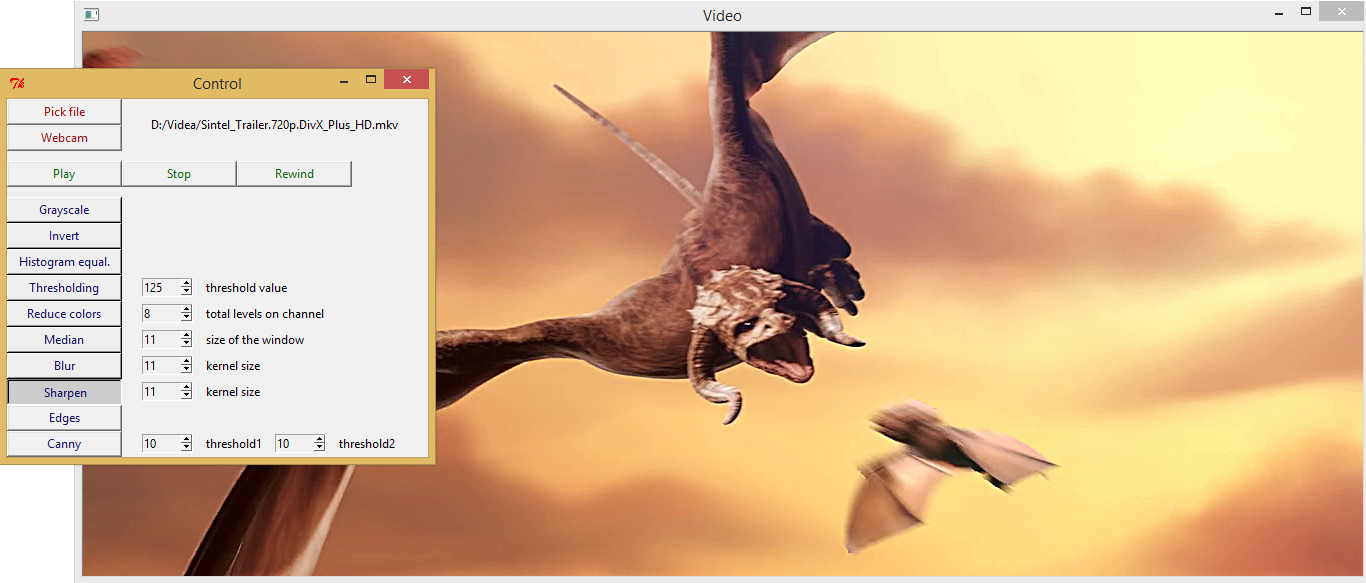 Video
Control
Pick file
D:/Videa/Sintel_Trailer.720p.DivX_Plus_HD.mkv
Webcam
Play Stop Rewind
Grayscale
Invert
Histogram equal.
Thresholding 125 threshold value
Reduce colors 8 total levels on channel
Median 11 size of the window
Blur 11 kernel size
Sharpen 11 kernel size
Edges
Canny 10 threshold1 10 threshold2